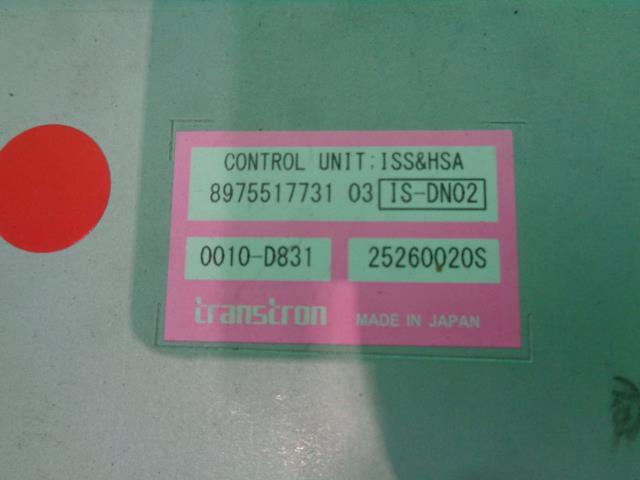 CONTROL UNIT:ISS&HSA
8975517731 03 IS-DN02
0010-D831 25260020S
transtron MADE IN JAPAN